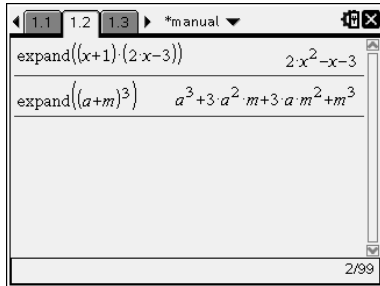 1.1 1.2 1.3 *manual
expand((x+1)·(2·x−3)) 2·x²−x−3
expand((a+m)³) a³+3·a²·m+3·a·m²+m³
2/99